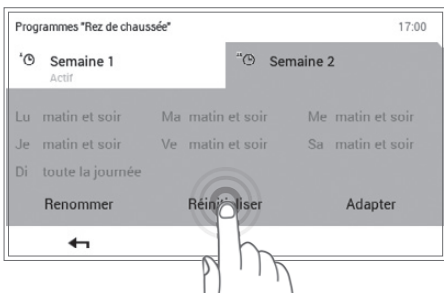 Programmes "Rez de chaussée" 17:00
Semaine 1 Semaine 2
Actif
Lu matin et soir Ma matin et soir Me matin et soir
Je matin et soir Ve matin et soir Sa matin et soir
Di toute la journée
Renommer Réinitialiser Adapter